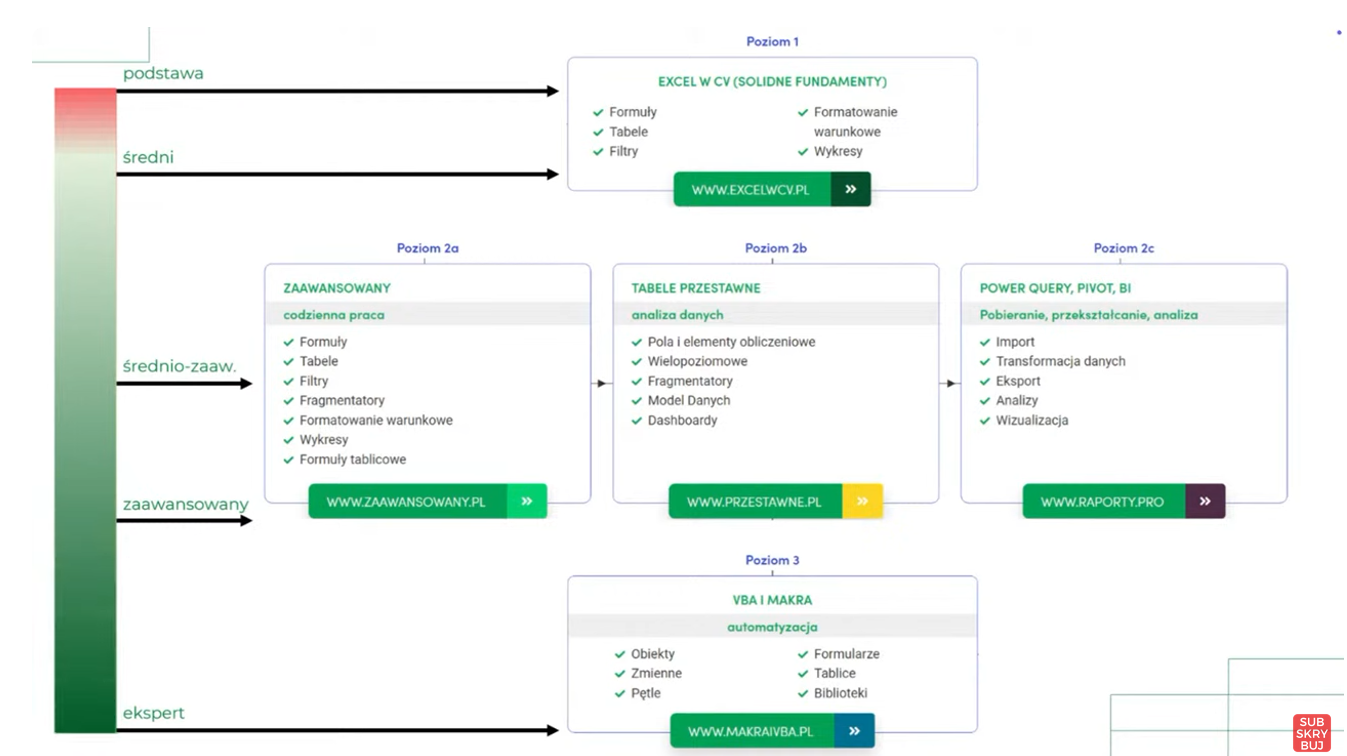 Poziom 1
podstawa
EXCEL W CV (SOLIDNE FUNDAMENTY)
Formuły
Tabele
Filtry
Formatowanie
warunkowe
Wykresy
średni
WWW.EXCELWCV.PL
Poziom 2a
ZAAWANSOWANY
codzienna praca
Formuły
Tabele
Filtry
Fragmentatory
Formatowanie warunkowe
Wykresy
Formuły tablicowe
WWW.ZAAWANSOWANY.PL
Poziom 2b
TABELE PRZESTAWNE
analiza danych
Pola i elementy obliczeniowe
Wielopoziomowe
Fragmentatory
Model Danych
Dashboardy
WWW.PRZESTAWNE.PL
Poziom 2c
POWER QUERY, PIVOT, BI
Pobieranie, przekształcanie, analiza
Import
Transformacja danych
Eksport
Analizy
Wizualizacja
WWW.RAPORTY.PRO
średnio-zaaw.
zaawansowany
Poziom 3
VBA I MAKRA
automatyzacja
Obiekty
Zmienne
Pętle
Formularze
Tablice
Biblioteki
WWW.MAKRAIVBA.PL
ekspert
SUB
SKRY
BUJ